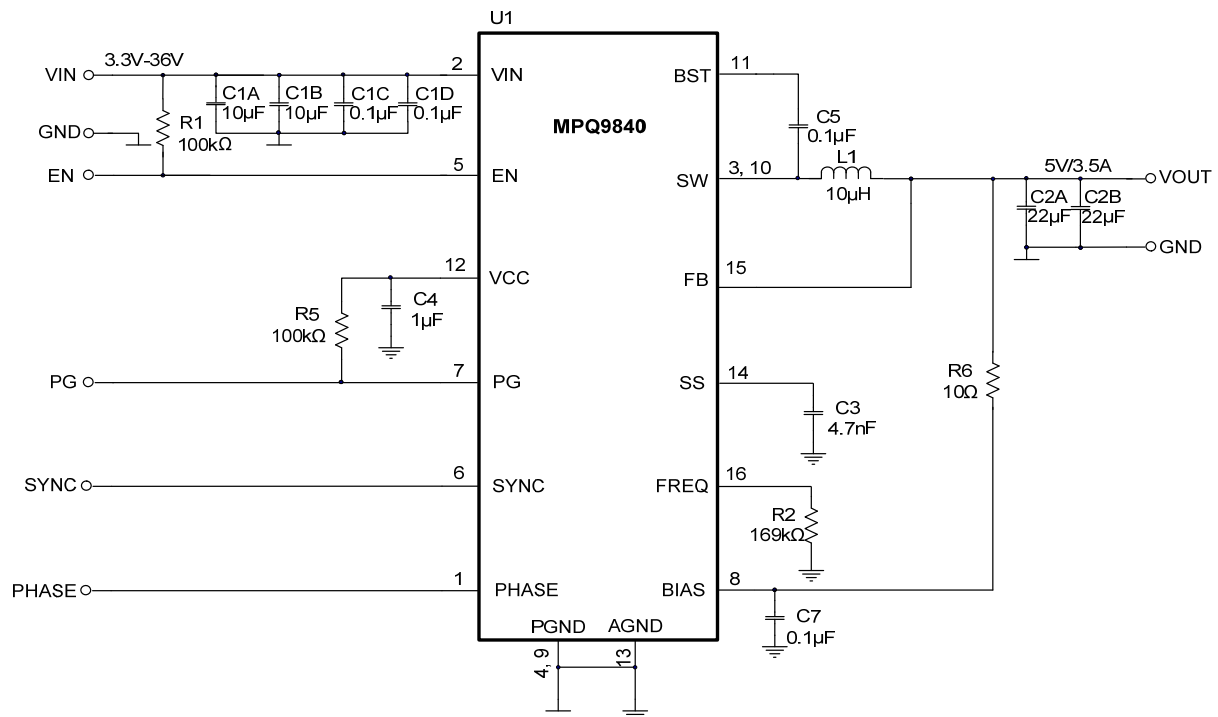 U1
3.3V-36V
VIN
2
VIN
BST
11
C1A
10µF
C1B
10µF
C1C
0.1µF
C1D
0.1µF
R1
100kΩ
GND
MPQ9840
C5
0.1µF
L1
10µH
EN
5
EN
SW
3, 10
5V/3.5A
VOUT
C2A
22µF
C2B
22µF
GND
12
VCC
FB
15
R5
100kΩ
C4
1µF
PG
7
PG
SS
14
C3
4.7nF
R6
10Ω
SYNC
6
SYNC
FREQ
16
R2
169kΩ
PHASE
1
PHASE
BIAS
8
C7
0.1µF
PGND
AGND
4, 9
13